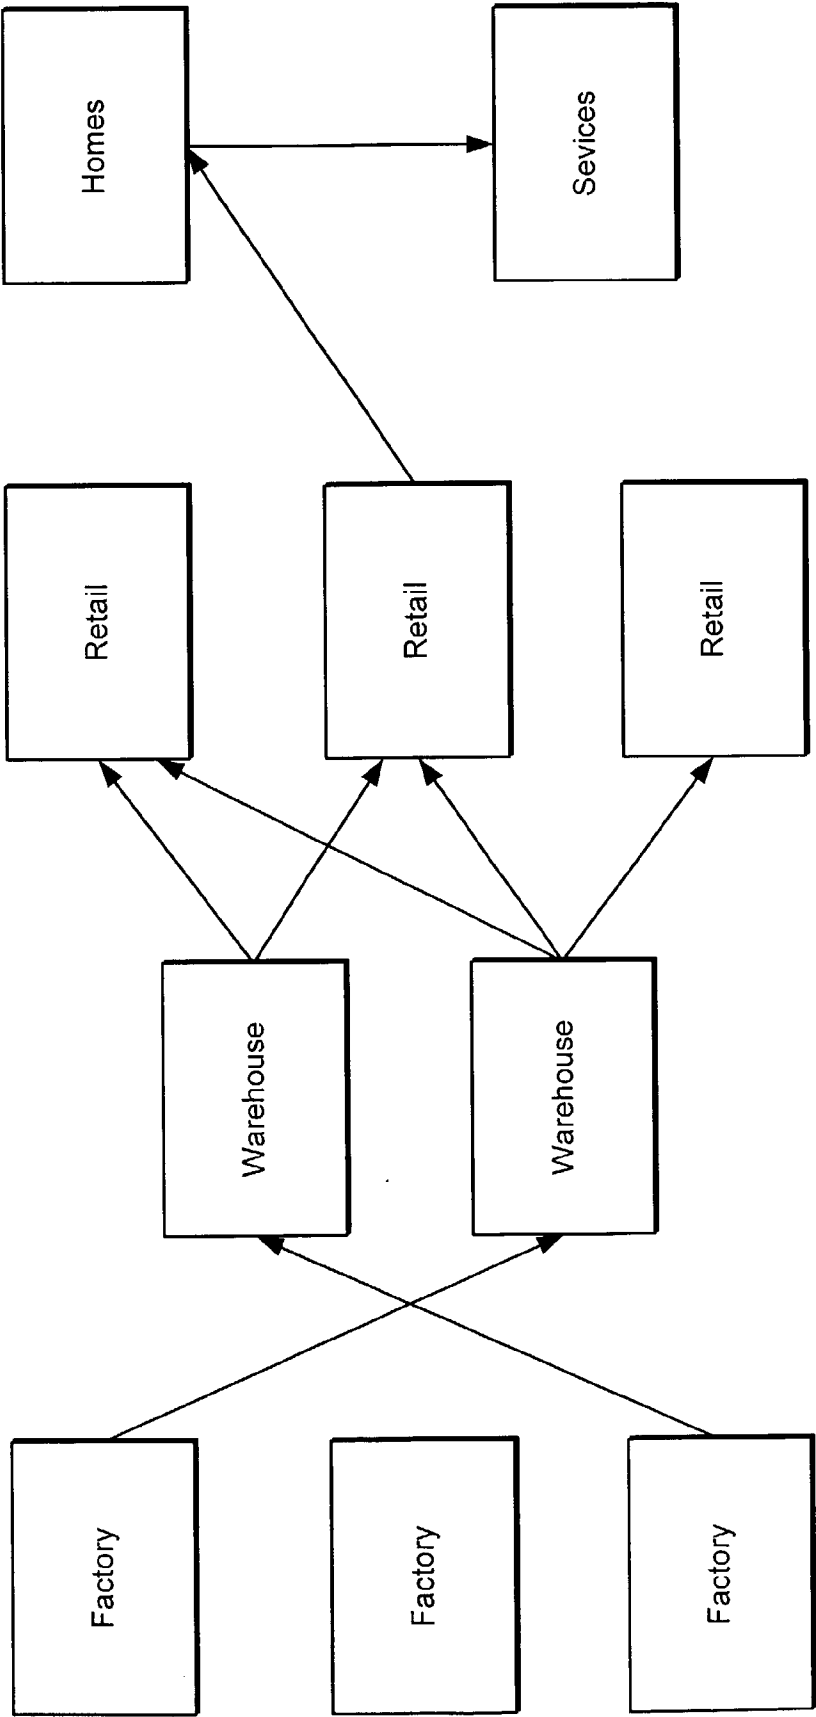 Homes
Sevices
Retail
Retail
Retail
Warehouse
Warehouse
Factory
Factory
Factory